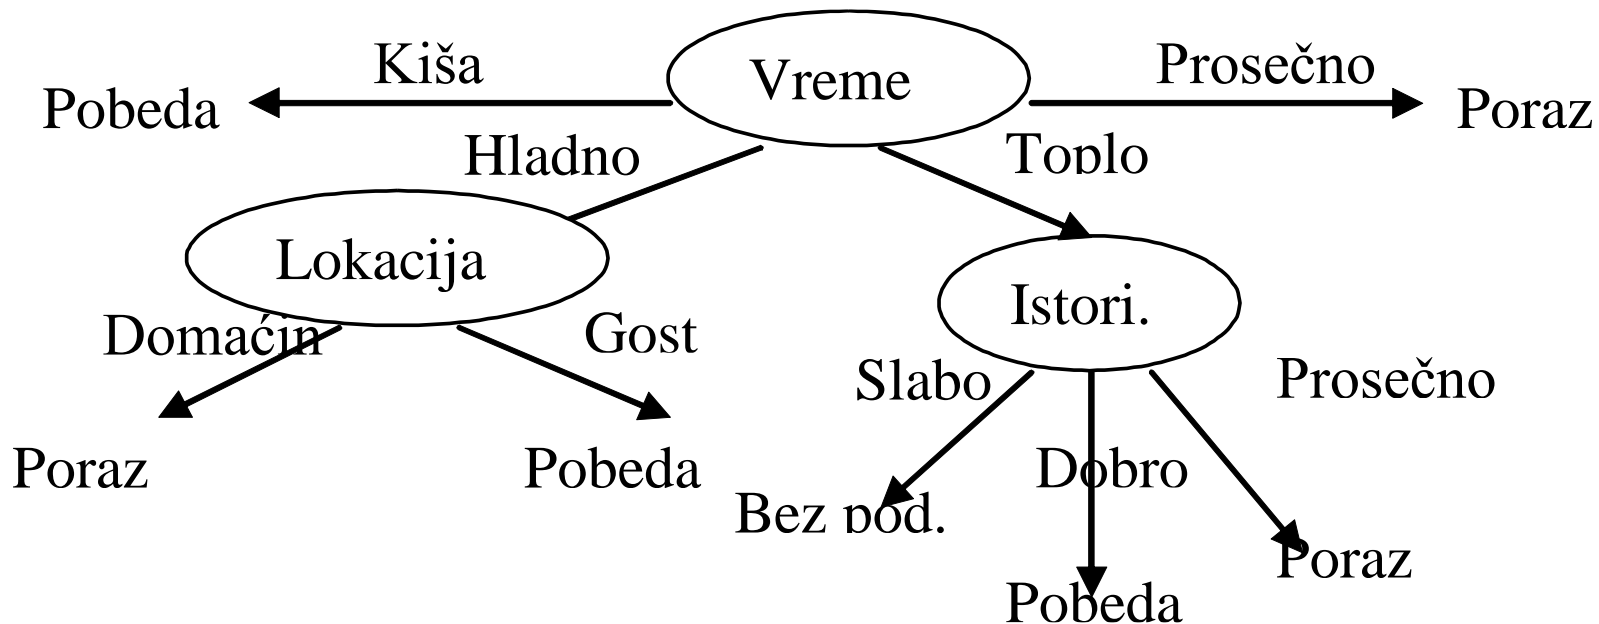 Kiša
Vreme
Prosečno
Pobeda
Poraz
Hladno
Toplo
Lokacija
Istori.
Domaćin
Gost
Slabo
Prosečno
Poraz
Pobeda
Dobro
Bez pod.
Poraz
Pobeda